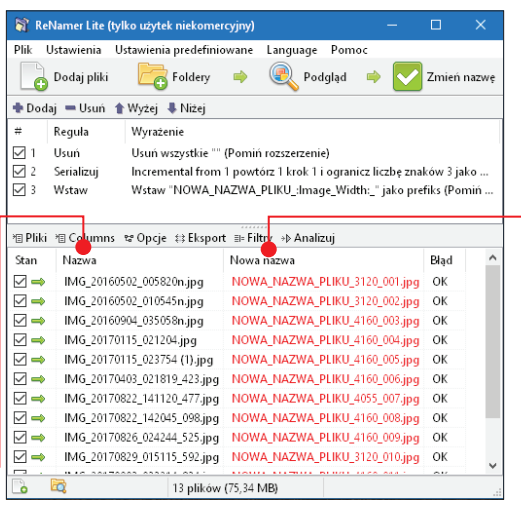 ReNamer Lite (tylko użytek niekomercyjny)
Plik Ustawienia Ustawienia predefiniowane Language Pomoc
Dodaj pliki Foldery Podgląd Zmień nazwę
Dodaj Usuń Wyżej Niżej
# Reguła Wyrażenie
1 Usuń Usuń wszystkie "" (Pomiń rozszerzenie)
2 Serializuj Incremental from 1 powtórz 1 krok 1 i ogranicz liczbę znaków 3 jako ...
3 Wstaw Wstaw "NOWA_NAZWA_PLIKU_:Image_Width:_" jako prefiks (Pomiń ...
Pliki Columns Opcje Eksport Filtry Analizuj
Stan Nazwa Nowa nazwa Błąd
IMG_20160502_005820n.jpg NOWA_NAZWA_PLIKU_3120_001.jpg OK
IMG_20160502_010545n.jpg NOWA_NAZWA_PLIKU_3120_002.jpg OK
IMG_20160904_035058n.jpg NOWA_NAZWA_PLIKU_4160_003.jpg OK
IMG_20170115_021204.jpg NOWA_NAZWA_PLIKU_4160_004.jpg OK
IMG_20170115_023754 (1).jpg NOWA_NAZWA_PLIKU_4160_005.jpg OK
IMG_20170403_021819_423.jpg NOWA_NAZWA_PLIKU_4160_006.jpg OK
IMG_20170822_141120_477.jpg NOWA_NAZWA_PLIKU_4055_007.jpg OK
IMG_20170822_142045_098.jpg NOWA_NAZWA_PLIKU_4160_008.jpg OK
IMG_20170826_024244_525.jpg NOWA_NAZWA_PLIKU_4160_009.jpg OK
IMG_20170829_015115_592.jpg NOWA_NAZWA_PLIKU_3120_010.jpg OK
13 plików (75,34 MB)